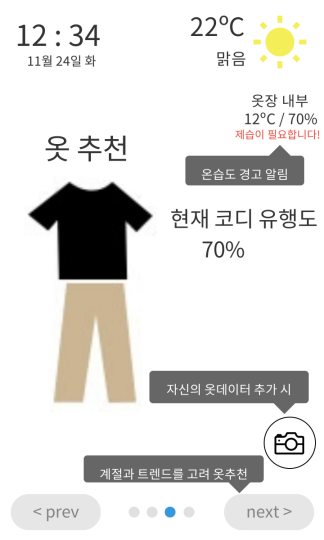 12 : 34
11월 24일 화
22ºC
맑음
옷장 내부
12ºC / 70%
제습이 필요합니다!
온습도 경고 알림
옷 추천
현재 코디 유행도
70%
자신의 옷데이터 추가 시
계절과 트렌드를 고려 옷추천
< prev
next >